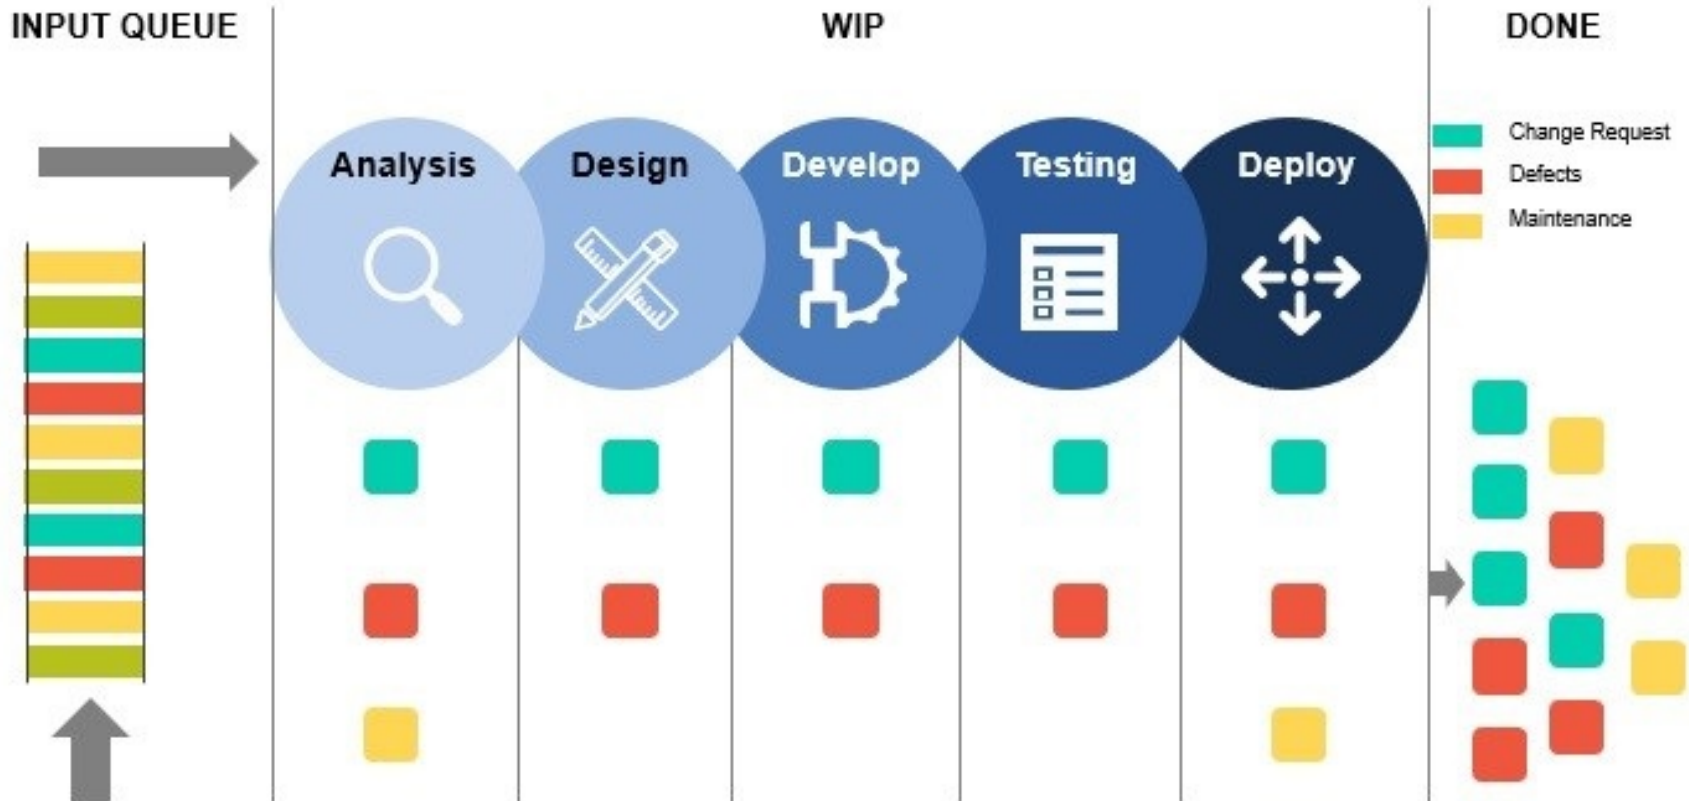 INPUT QUEUE
WIP
DONE
Analysis
Design
Develop
Testing
Deploy
Change Request
Defects
Maintenance